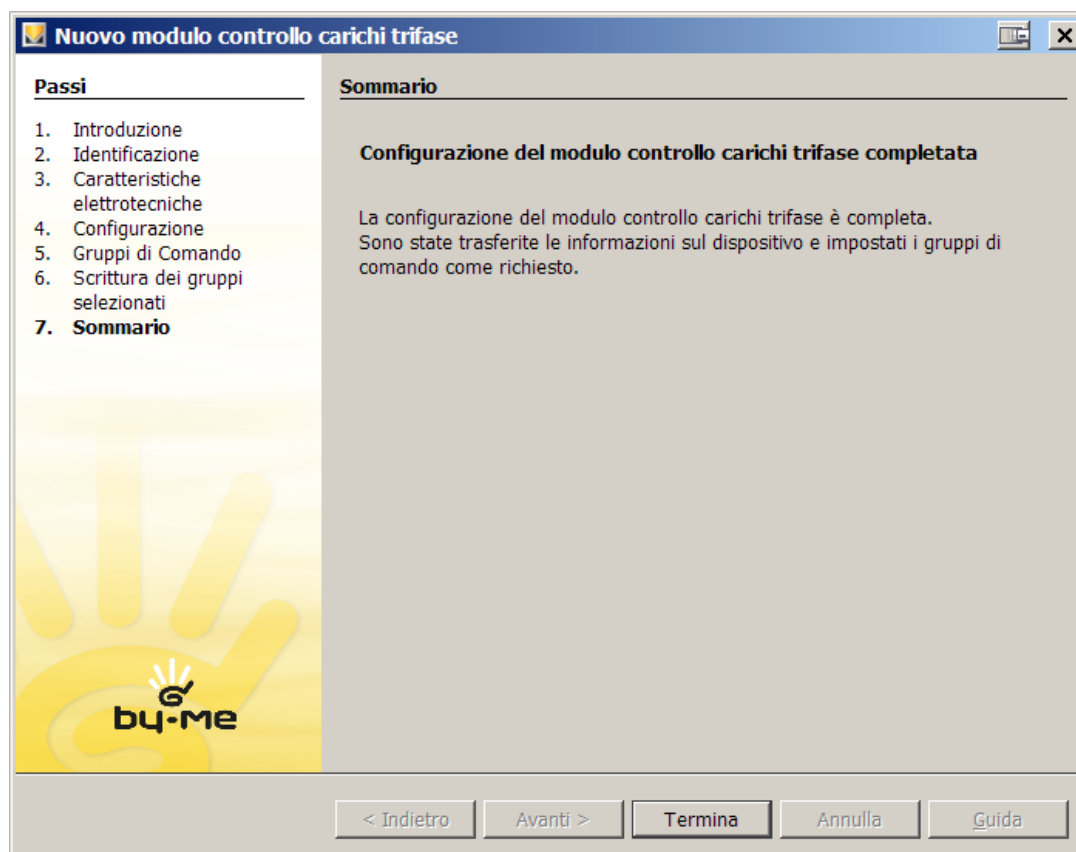 Nuovo modulo controllo carichi trifase
Passi
1. Introduzione
2. Identificazione
3. Caratteristiche
elettrotecniche
4. Configurazione
5. Gruppi di Comando
6. Scrittura dei gruppi
selezionati
7. Sommario
by-me
Sommario
Configurazione del modulo controllo carichi trifase completata
La configurazione del modulo controllo carichi trifase è completa.
Sono state trasferite le informazioni sul dispositivo e impostati i gruppi di
comando come richiesto.
< Indietro Avanti > Termina Annulla Guida